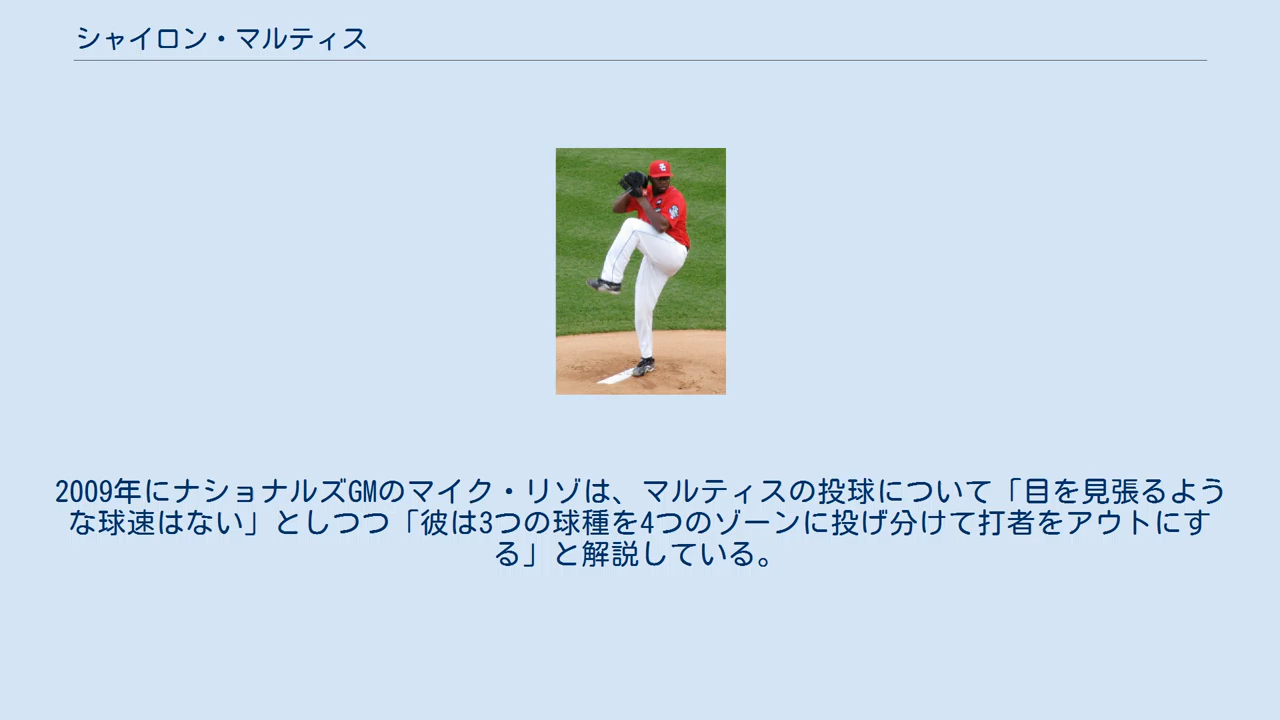 シャイロン・マルティス
2009年にナショナルズGMのマイク・リゾは、マルティスの投球について「目を見張るよう
な球速はない」としつつ「彼は3つの球種を4つのゾーンに投げ分けて打者をアウトにす
る」と解説している。